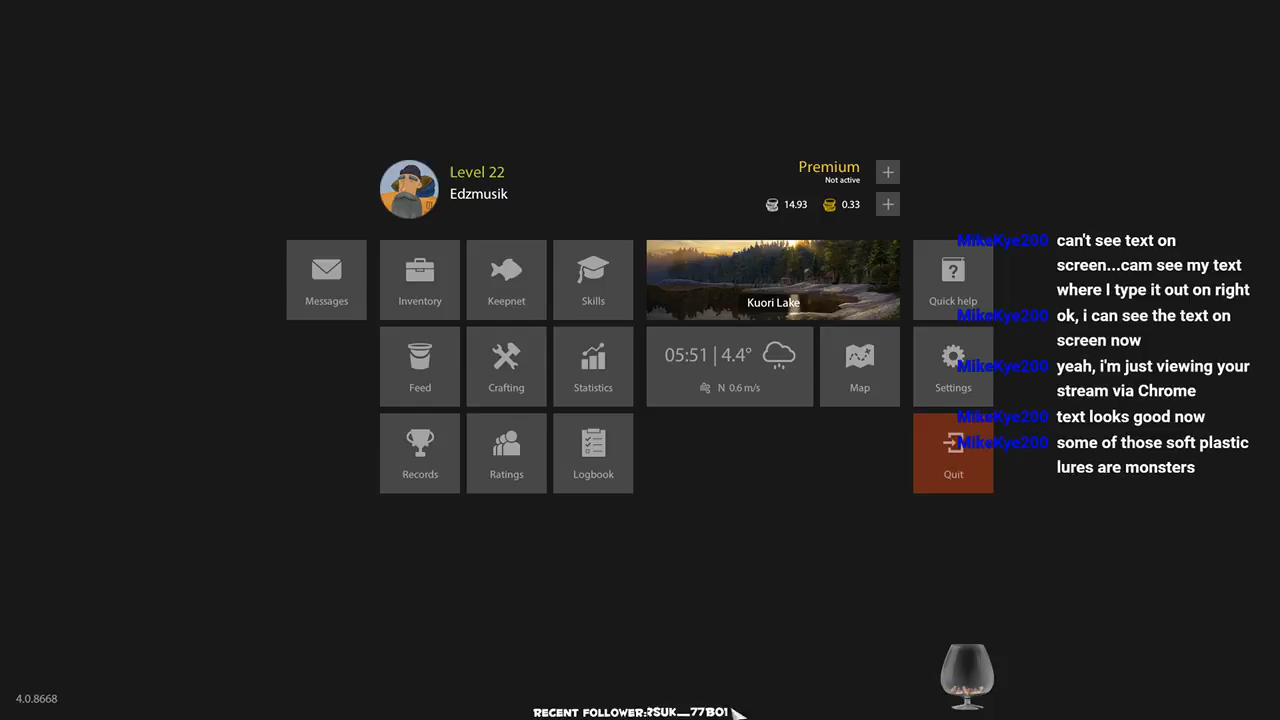 Level 22
Edzmusik
Premium
Not active
14.93
0.33
Messages
Inventory
Keepnet
Skills
Kuori Lake
Quick help
Feed
Crafting
Statistics
05:51 | 4.4°
N 0.6 m/s
Map
Settings
Records
Ratings
Logbook
Quit
MikeKye200 can't see text on
screen...cam see my text
where I type it out on right
MikeKye200 ok, i can see the text on
screen now
MikeKye200 yeah, i'm just viewing your
stream via Chrome
MikeKye200 text looks good now
MikeKye200 some of those soft plastic
lures are monsters
4.0.8668
RECENT FOLLOWER:RSUK__77BO1